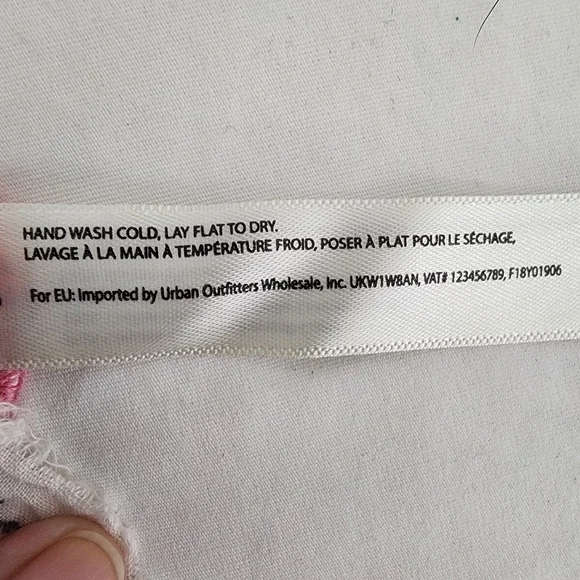 HAND WASH COLD, LAY FLAT TO DRY.
LAVAGE À LA MAIN À TEMPÉRATURE FROID, POSER À PLAT POUR LE SÉCHAGE,
For EU: Imported by Urban Outfitters Wholesale, Inc. UKW1W8AN, VAT# 123456789, F18Y01906